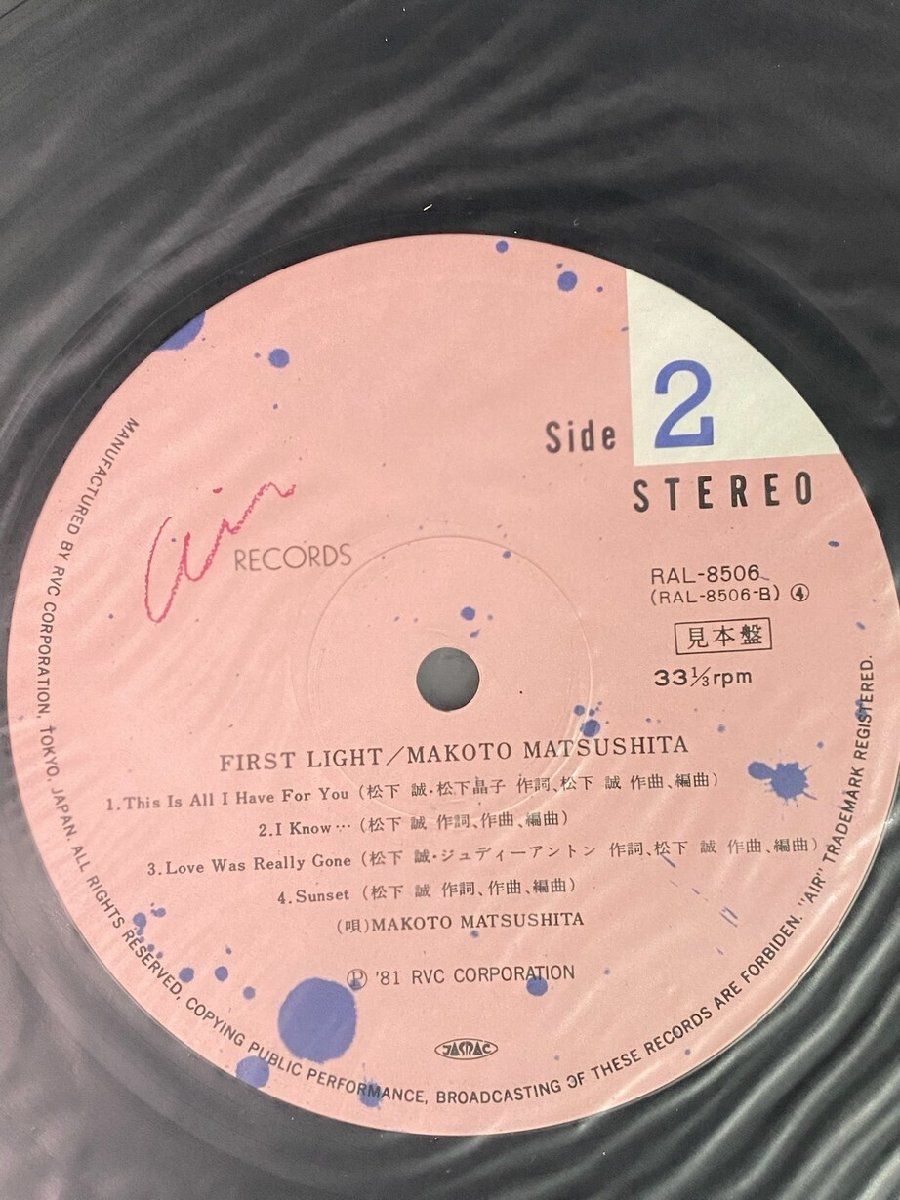 Side 2
STEREO
air RECORDS
RAL-8506
(RAL-8506-B) ④
見本盤
33⅓rpm
FIRST LIGHT/MAKOTO MATSUSHITA
1.This Is All I Have For You (松下 誠・松下晶子 作詞、松下 誠 作曲、編曲)
2.I Know… (松下 誠 作詞、作曲、編曲)
3.Love Was Really Gone (松下 誠・ジュディーアントン 作詞、松下 誠 作曲、編曲)
4.Sunset (松下 誠 作詞、作曲、編曲)
(唄)MAKOTO MATSUSHITA
Ⓟ '81 RVC CORPORATION
JASRAC
MANUFACTURED BY RVC CORPORATION, TOKYO, JAPAN. ALL RIGHTS RESERVED, COPYING PUBLIC PERFORMANCE, BROADCASTING OF THESE RECORDS ARE FORBIDDEN. "AIR" TRADEMARK REGISTERED.